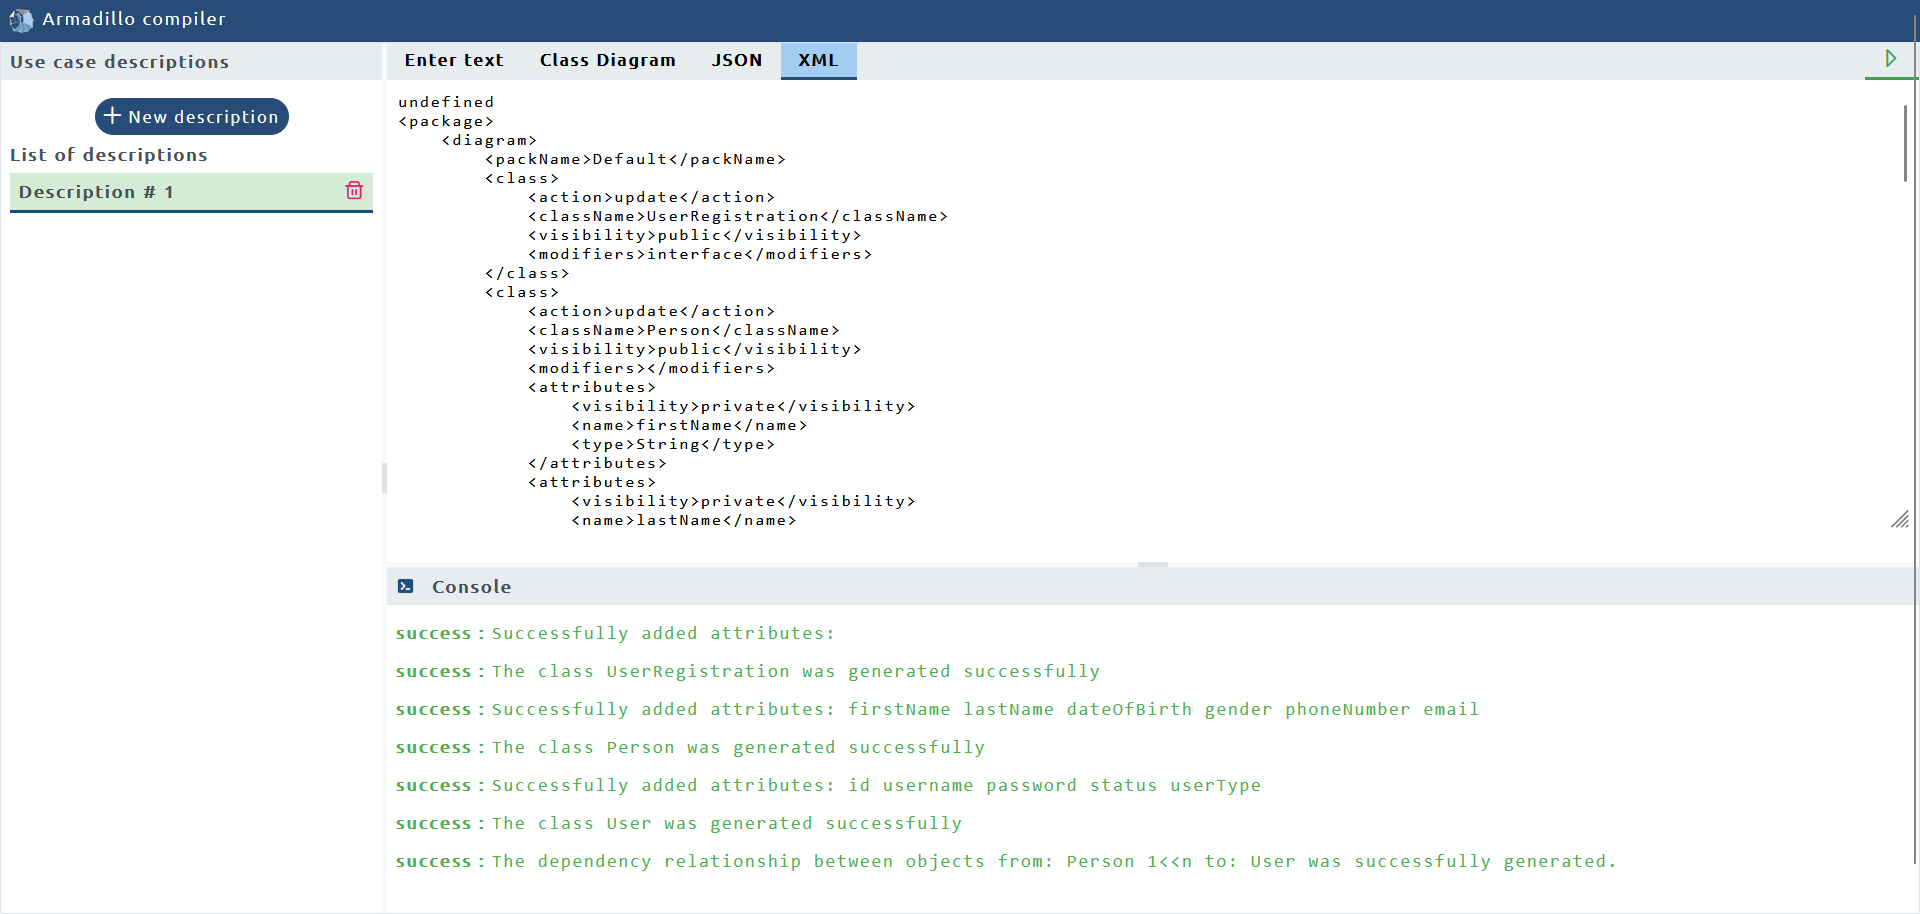 Armadillo compiler
Use case descriptions
New description
List of descriptions
Description # 1
Enter text
Class Diagram
JSON
XML
undefined
<package>
    <diagram>
        <packName>Default</packName>
        <class>
            <action>update</action>
            <className>UserRegistration</className>
            <visibility>public</visibility>
            <modifiers>interface</modifiers>
        </class>
        <class>
            <action>update</action>
            <className>Person</className>
            <visibility>public</visibility>
            <modifiers></modifiers>
            <attributes>
                <visibility>private</visibility>
                <name>firstName</name>
                <type>String</type>
            </attributes>
            <attributes>
                <visibility>private</visibility>
                <name>lastName</name>
Console
success : Successfully added attributes:
success : The class UserRegistration was generated successfully
success : Successfully added attributes: firstName lastName dateOfBirth gender phoneNumber email
success : The class Person was generated successfully
success : Successfully added attributes: id username password status userType
success : The class User was generated successfully
success : The dependency relationship between objects from: Person 1<<n to: User was successfully generated.